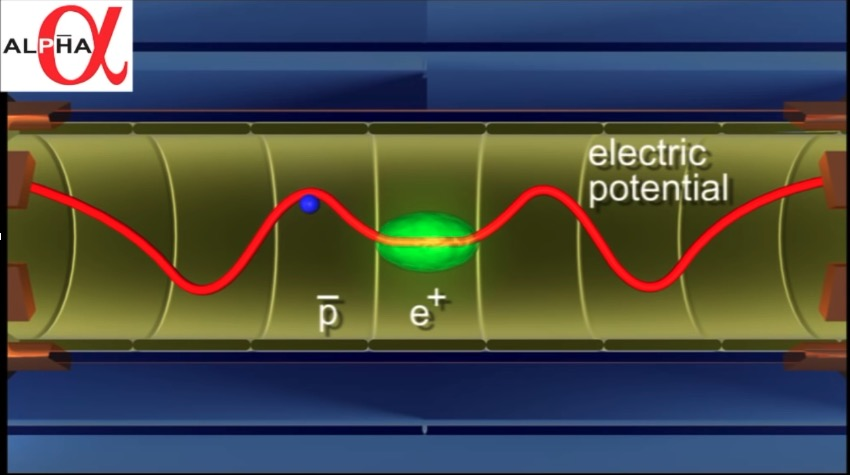 ALPHA
α
electric
potential
p̅
e⁺